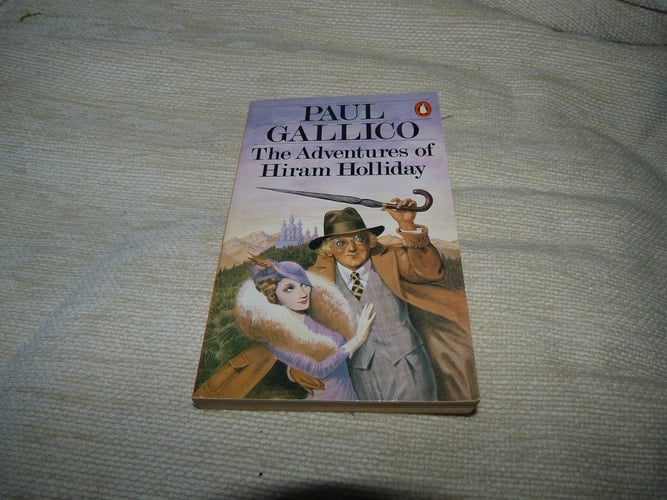 PAUL
GALLICO
The Adventures of
Hiram Holliday